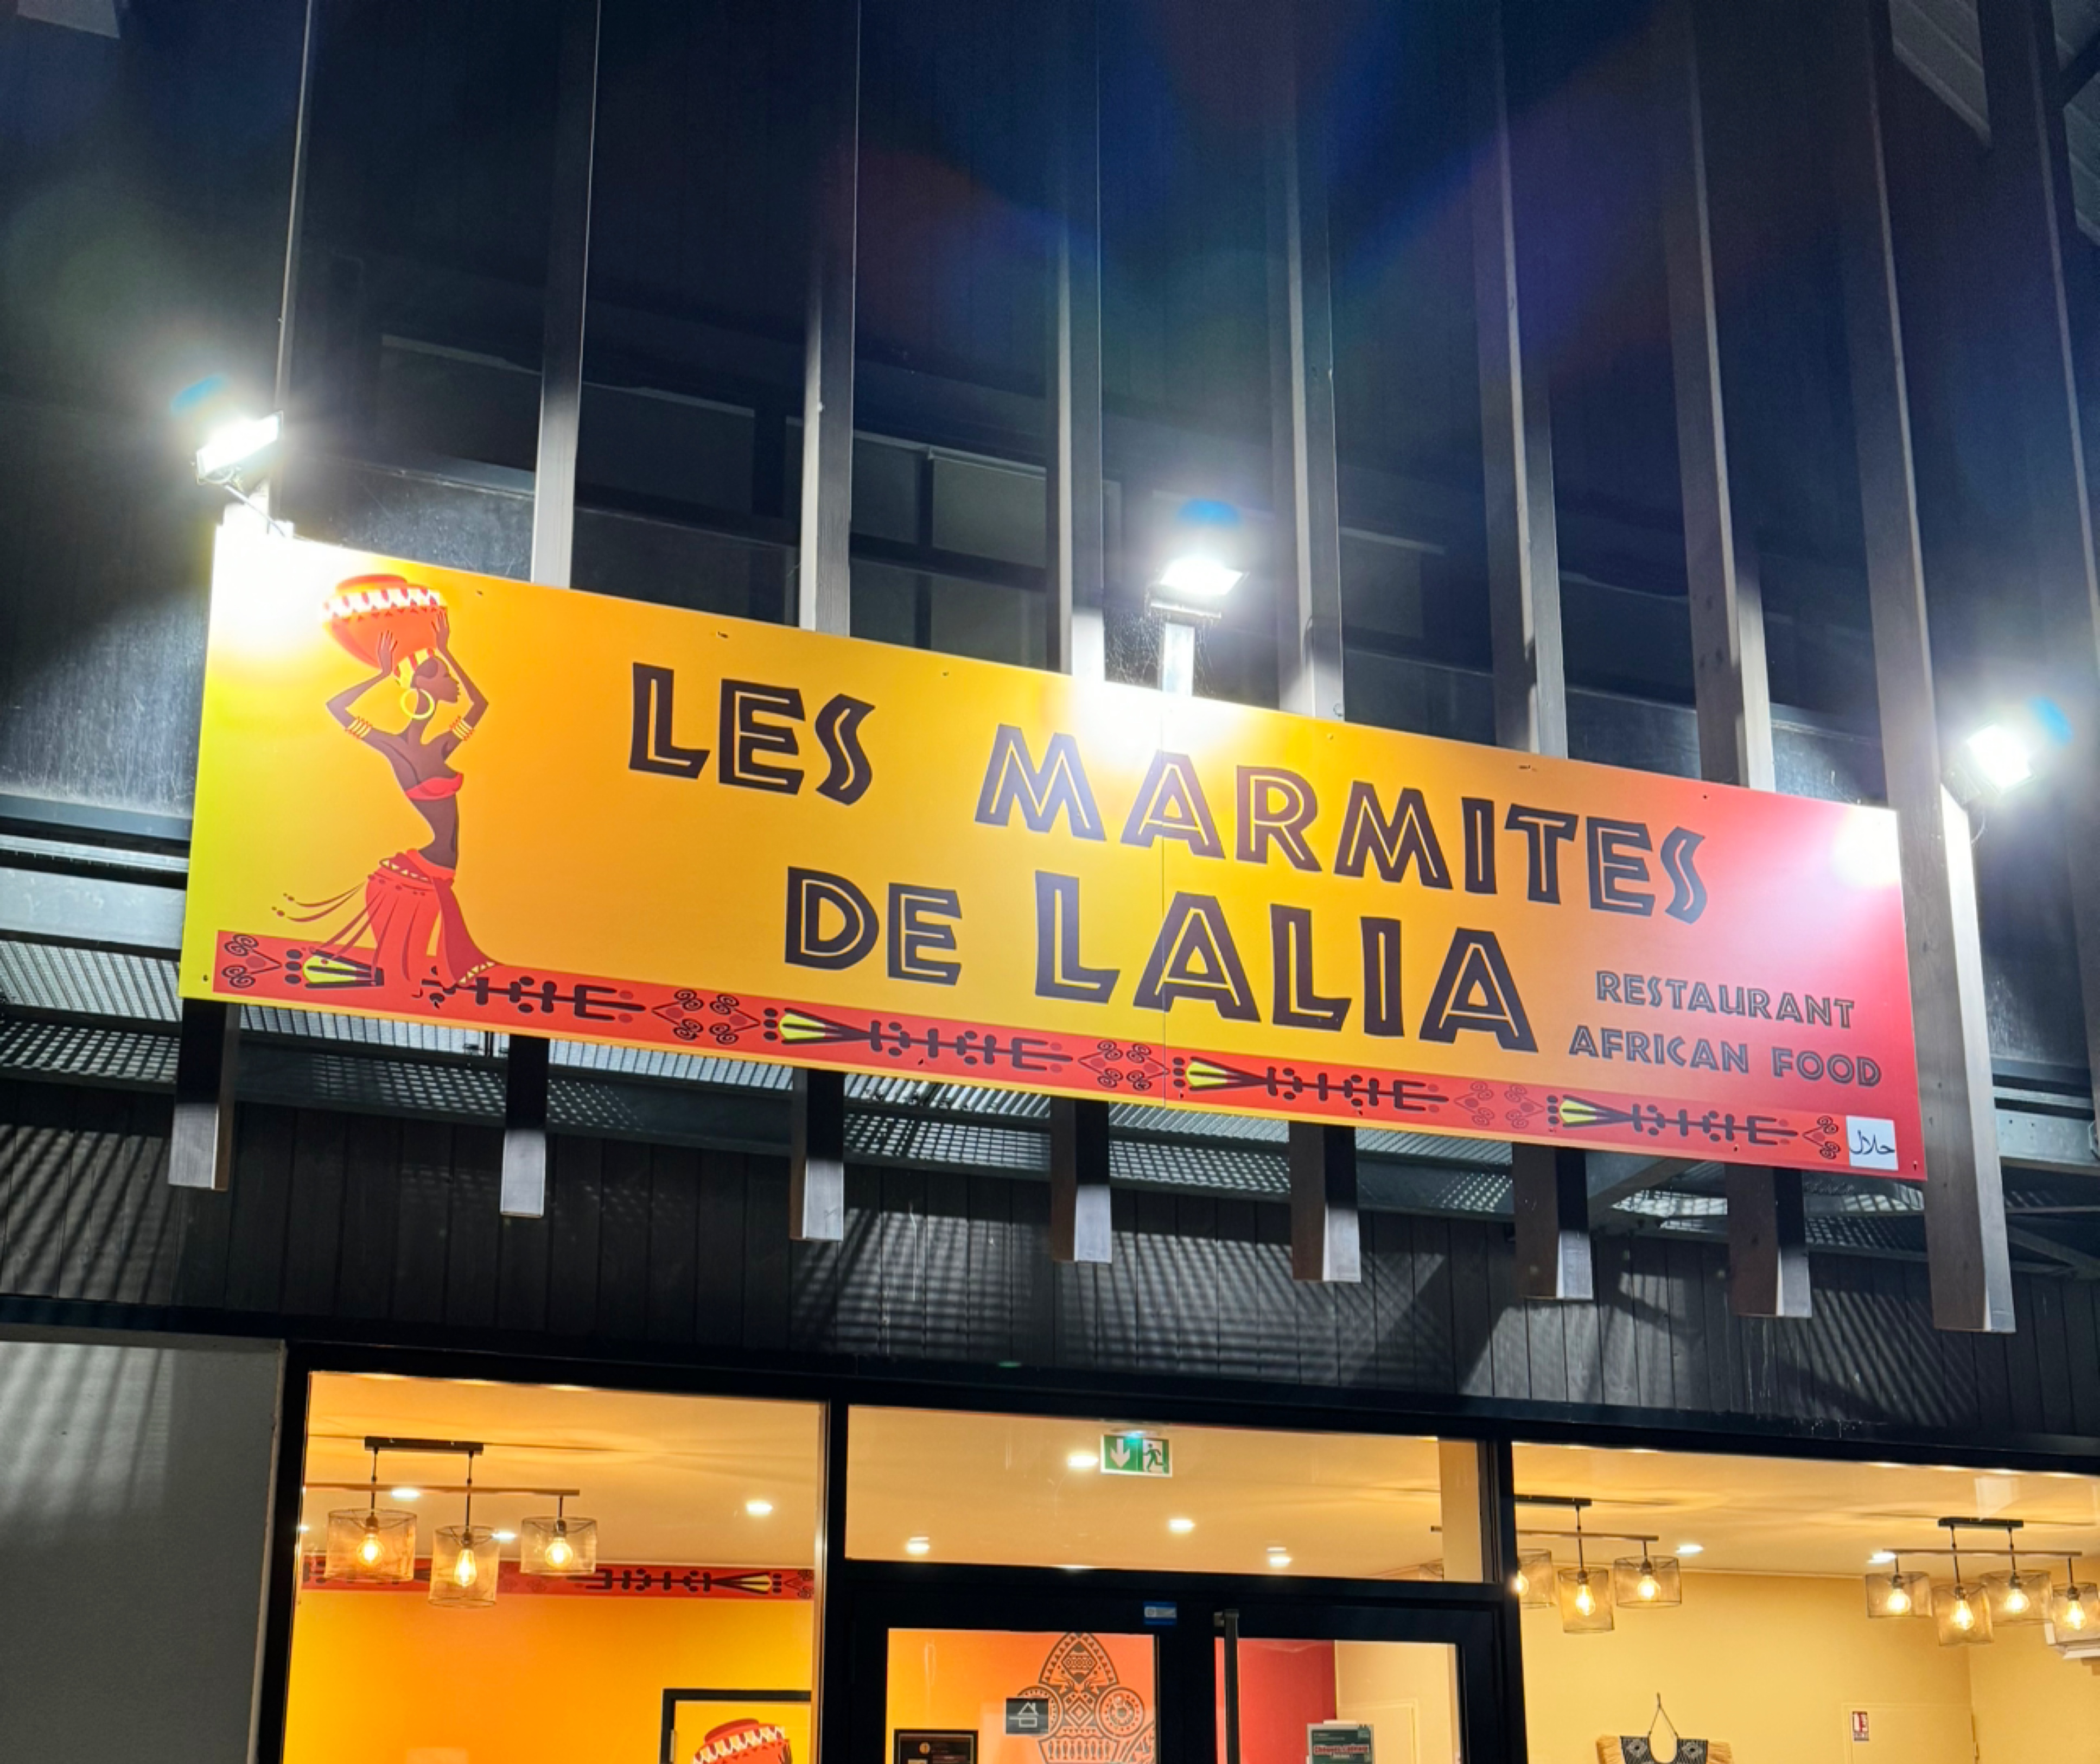 LES MARMITES
DE LALIA
RESTAURANT
AFRICAN FOOD
حلال